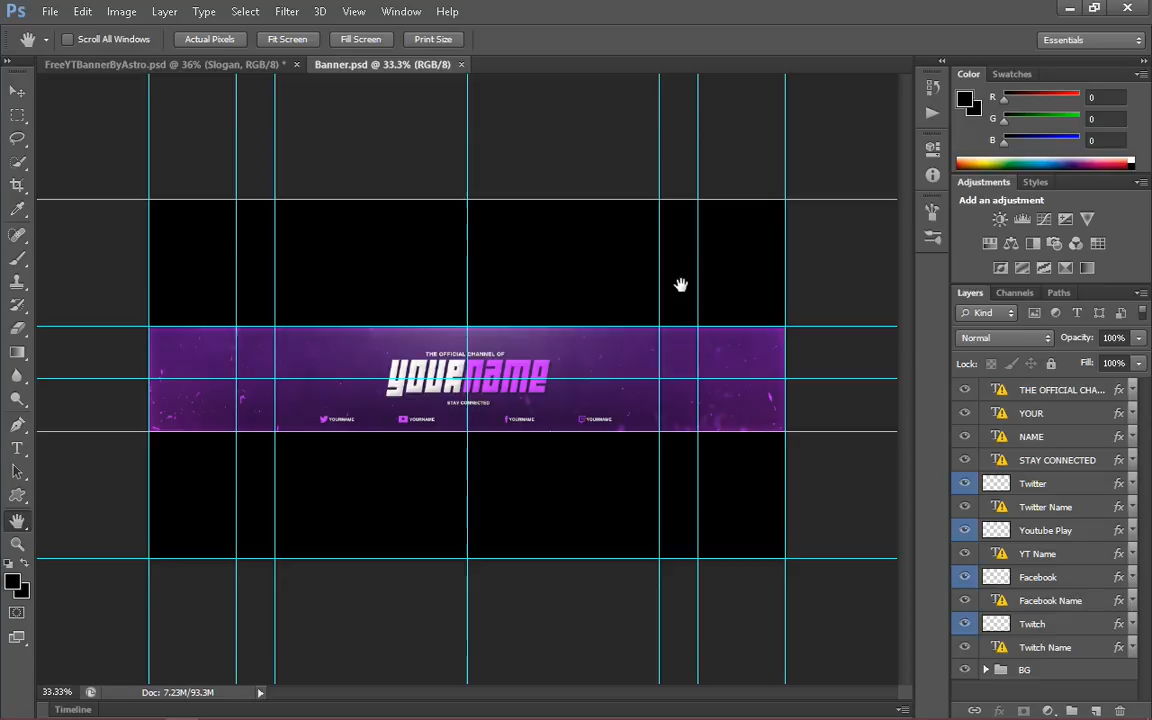 Ps File Edit Image Layer Type Select Filter 3D View Window Help
Scroll All Windows Actual Pixels Fit Screen Fill Screen Print Size Essentials
FreeYTBannerByAstro.psd @ 36% (Slogan, RGB/8) * × Banner.psd @ 33.3% (RGB/8) ×
Color Swatches
R 0
G 0
B 0
Adjustments Styles
Add an adjustment
Layers Channels Paths
Kind
Normal Opacity: 100%
Lock: Fill: 100%
THE OFFICIAL CHA...
YOUR
NAME
STAY CONNECTED
Twitter
Twitter Name
Youtube Play
YT Name
Facebook
Facebook Name
Twitch
Twitch Name
BG
THE OFFICIAL CHANNEL OF
yourname
STAY CONNECTED
YOURNAME YOURNAME YOURNAME YOURNAME
33.33% Doc: 7.23M/93.3M
Timeline